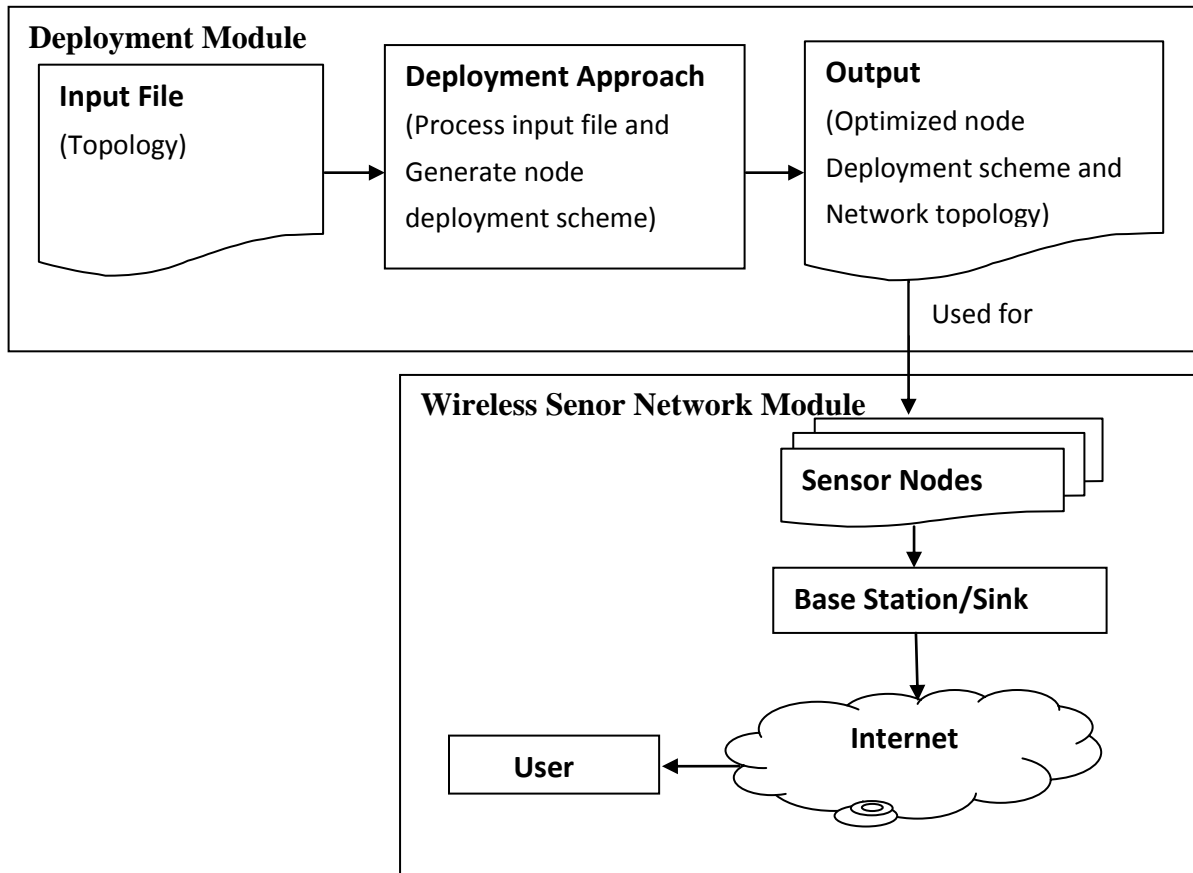 Deployment Module
Input File
(Topology)
Deployment Approach
(Process input file and
Generate node
deployment scheme)
Output
(Optimized node
Deployment scheme and
Network topology)
Used for
Wireless Senor Network Module
Sensor Nodes
Base Station/Sink
Internet
User